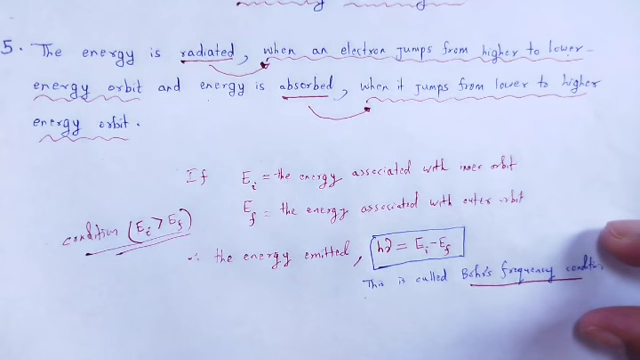 5. The energy is radiated, when an electron jumps from higher to lower-
energy orbit and energy is absorbed, when it jumps from lower to higher
energy orbit.
If Ei = the energy associated with inner orbit
Ef = the energy associated with outer orbit
condition (Ei > Ef)
∴ the energy emitted, hν = Ei-Ef
This is called Bohr's frequency